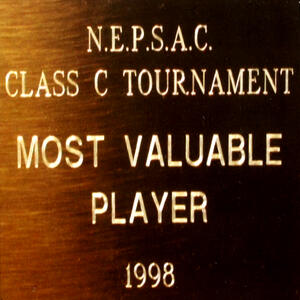 N.E.P.S.A.C.
CLASS C TOURNAMENT
MOST VALUABLE
PLAYER
1998